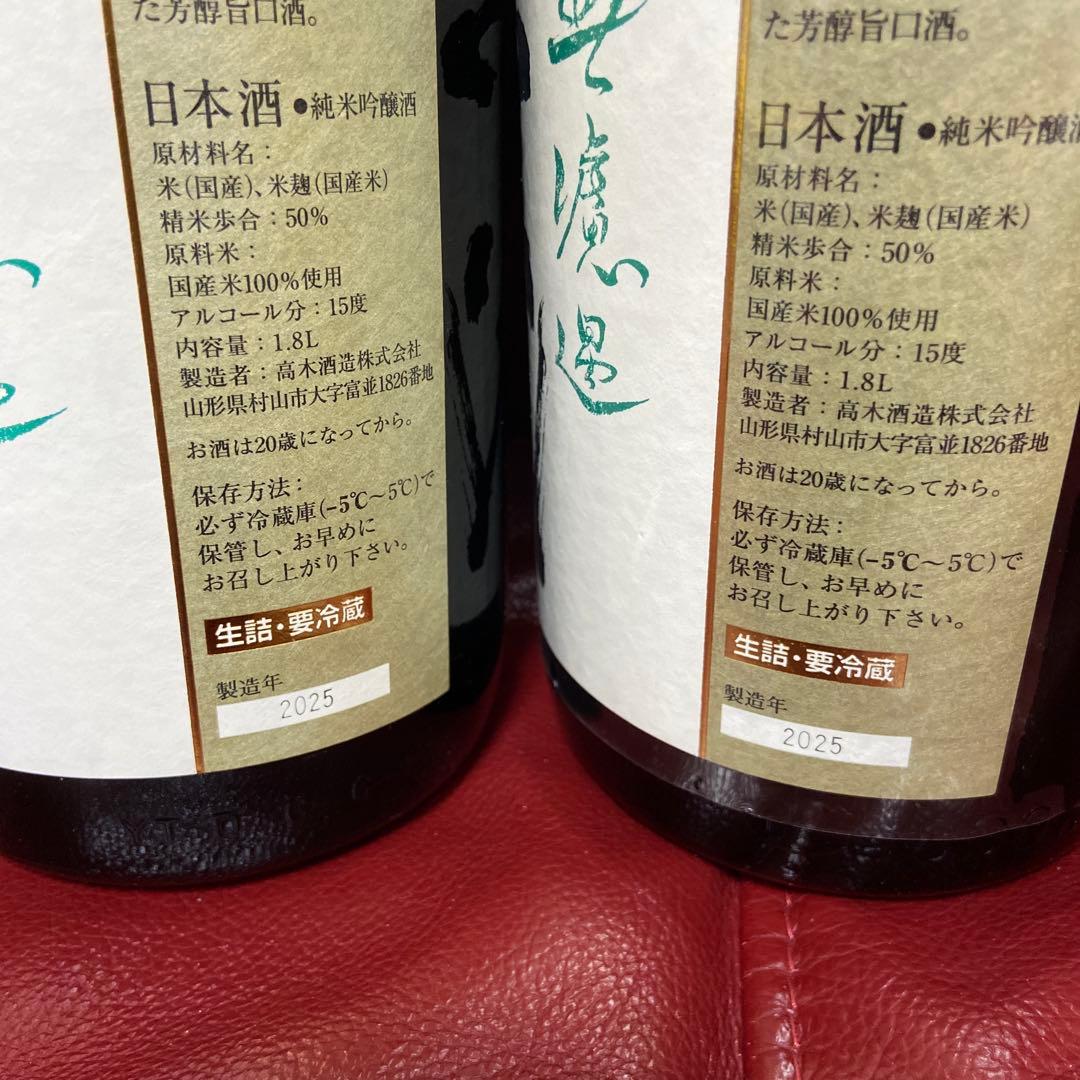 た芳醇旨口酒。
日本酒●純米吟醸酒
原材料名：
米(国産)、米麹(国産米)
精米歩合：50%
原料米：
国産米100%使用
アルコール分：15度
内容量：1.8L
製造者：高木酒造株式会社
山形県村山市大字富並1826番地
お酒は20歳になってから。
保存方法：
必ず冷蔵庫(-5℃～5℃)で
保管し、お早めに
お召し上がり下さい。
生詰・要冷蔵
製造年
2025
た芳醇旨口酒。
日本酒●純米吟醸酒
原材料名：
米(国産)、米麹(国産米)
精米歩合：50%
原料米：
国産米100%使用
アルコール分：15度
内容量：1.8L
製造者：高木酒造株式会社
山形県村山市大字富並1826番地
お酒は20歳になってから。
保存方法：
必ず冷蔵庫(-5℃～5℃)で
保管し、お早めに
お召し上がり下さい。
生詰・要冷蔵
製造年
2025